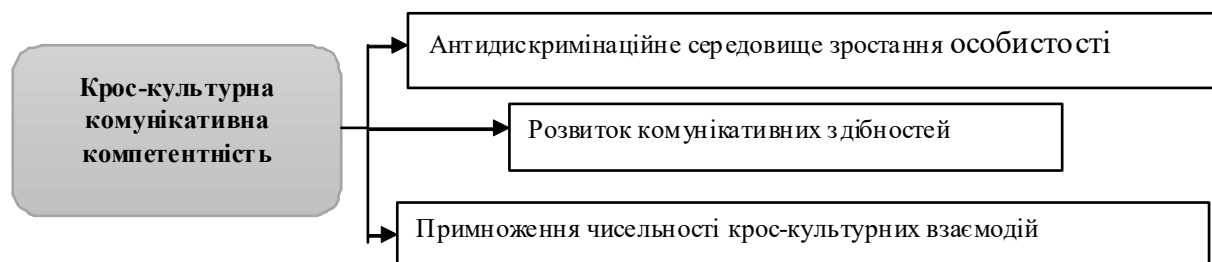 Крос-культурна
комунікативна
компетентність
Антидискримінаційне середовище зростання особистості
Розвиток комунікативних здібностей
Примноження чисельності крос-культурних взаємодій